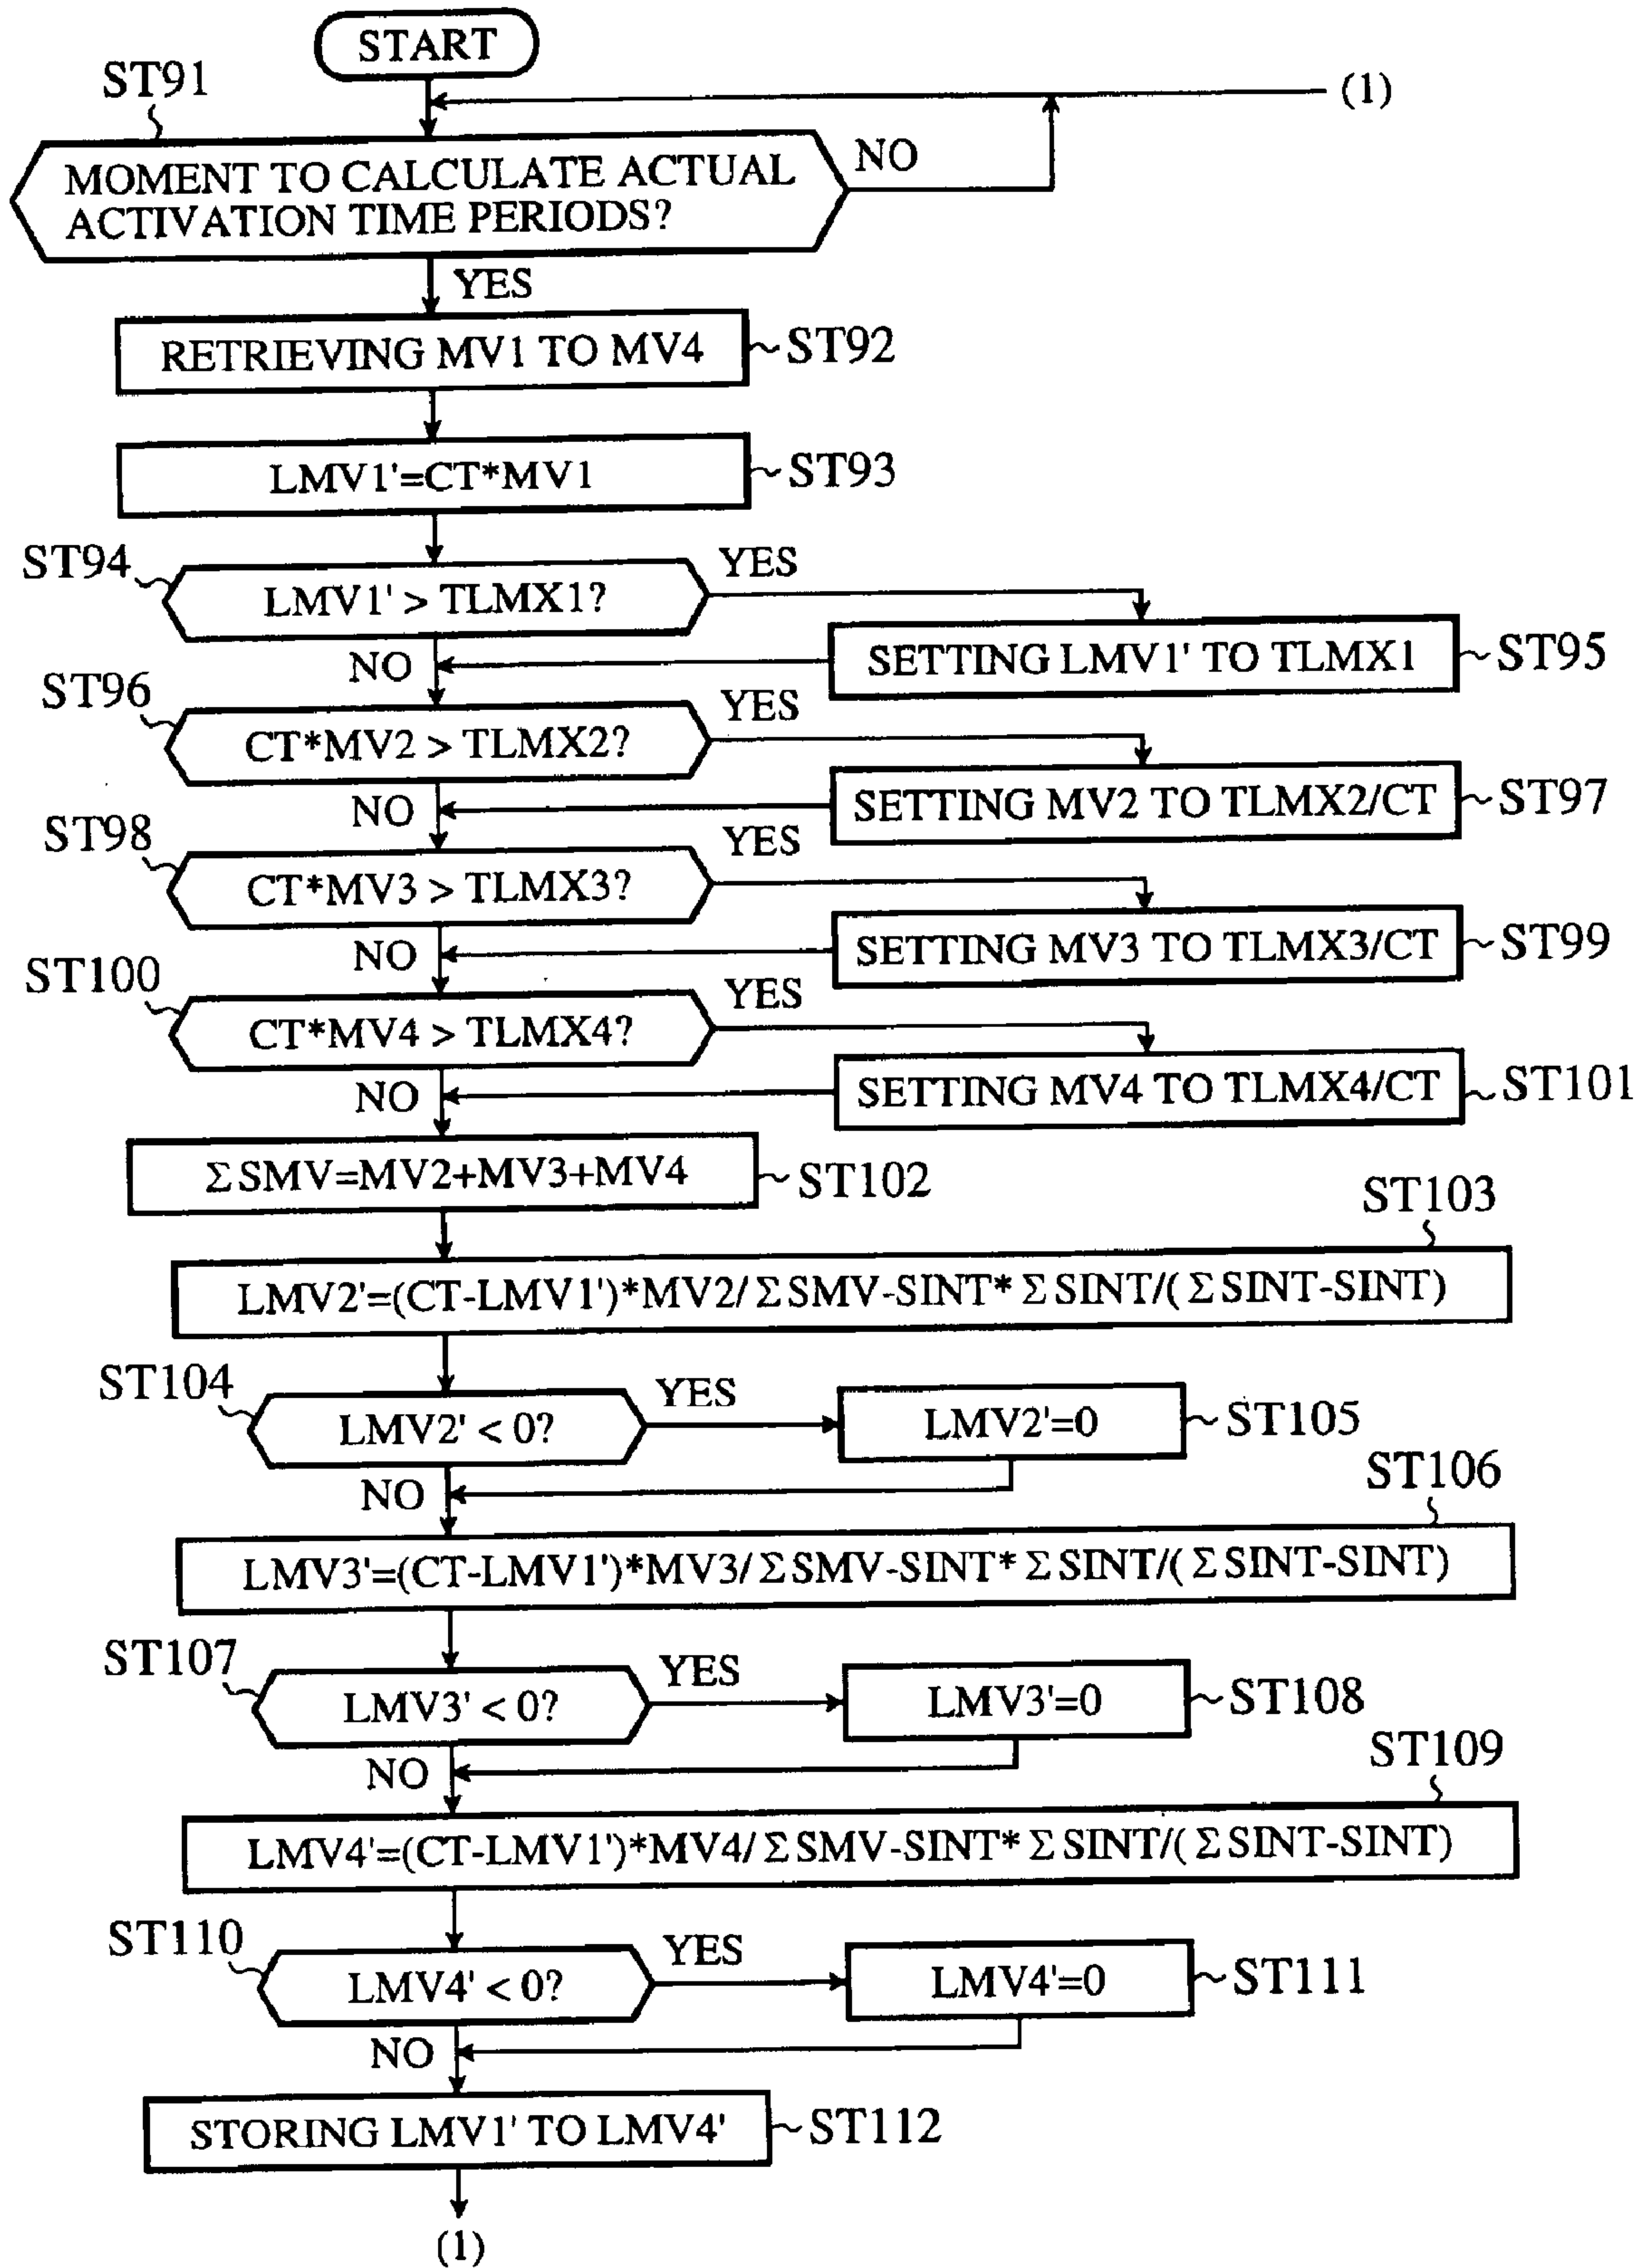 START
ST91
(1)
MOMENT TO CALCULATE ACTUAL
ACTIVATION TIME PERIODS?
NO
YES
RETRIEVING MV1 TO MV4
ST92
LMV1'=CT*MV1
ST93
ST94
LMV1' > TLMX1?
YES
NO
SETTING LMV1' TO TLMX1
ST95
ST96
CT*MV2 > TLMX2?
YES
NO
SETTING MV2 TO TLMX2/CT
ST97
ST98
CT*MV3 > TLMX3?
YES
NO
SETTING MV3 TO TLMX3/CT
ST99
ST100
CT*MV4 > TLMX4?
YES
NO
SETTING MV4 TO TLMX4/CT
ST101
ΣSMV=MV2+MV3+MV4
ST102
ST103
LMV2'=(CT-LMV1')*MV2/ΣSMV-SINT*ΣSINT/(ΣSINT-SINT)
ST104
LMV2' < 0?
YES
LMV2'=0
ST105
NO
ST106
LMV3'=(CT-LMV1')*MV3/ΣSMV-SINT*ΣSINT/(ΣSINT-SINT)
ST107
LMV3' < 0?
YES
LMV3'=0
ST108
NO
ST109
LMV4'=(CT-LMV1')*MV4/ΣSMV-SINT*ΣSINT/(ΣSINT-SINT)
ST110
LMV4' < 0?
YES
LMV4'=0
ST111
NO
STORING LMV1' TO LMV4'
ST112
(1)